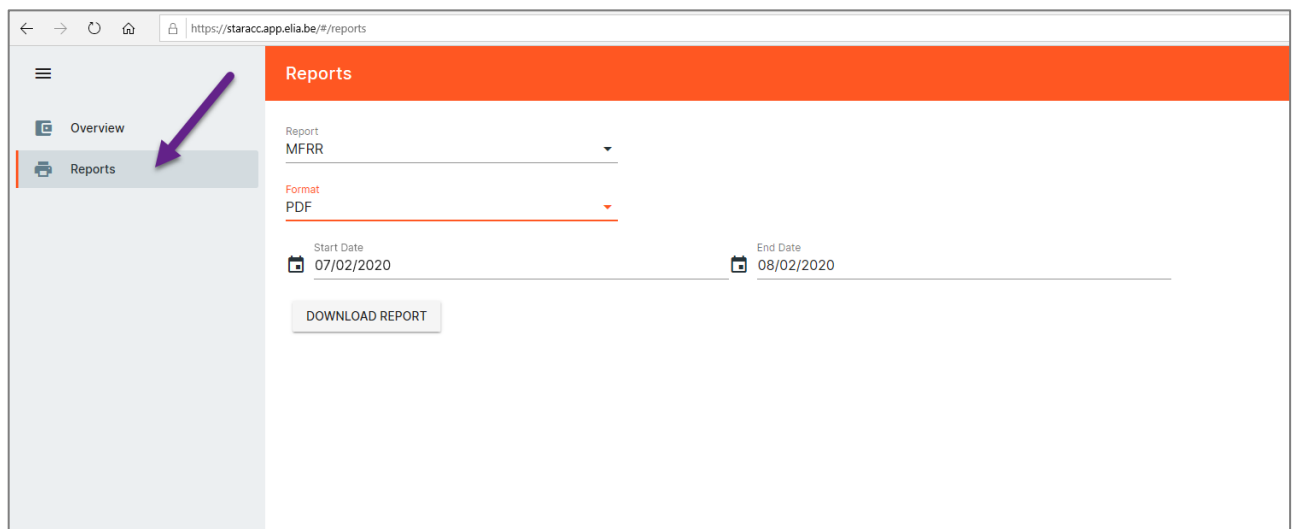 https://staracc.app.elia.be/#/reports
Reports
Overview
Reports
Report
MFRR
Format
PDF
Start Date
07/02/2020
End Date
08/02/2020
DOWNLOAD REPORT